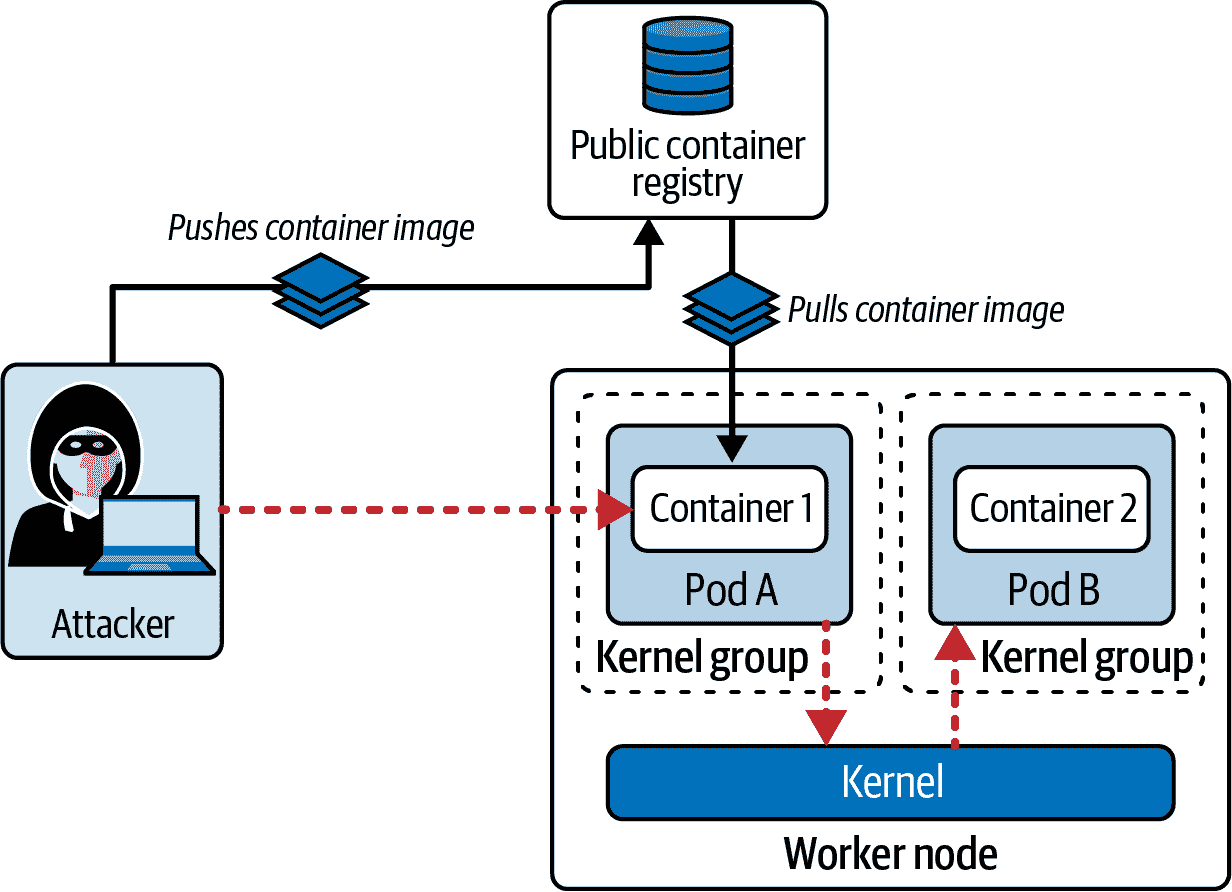 Public container
registry
Pushes container image
Pulls container image
Attacker
Container 1
Pod A
Kernel group
Container 2
Pod B
Kernel group
Kernel
Worker node